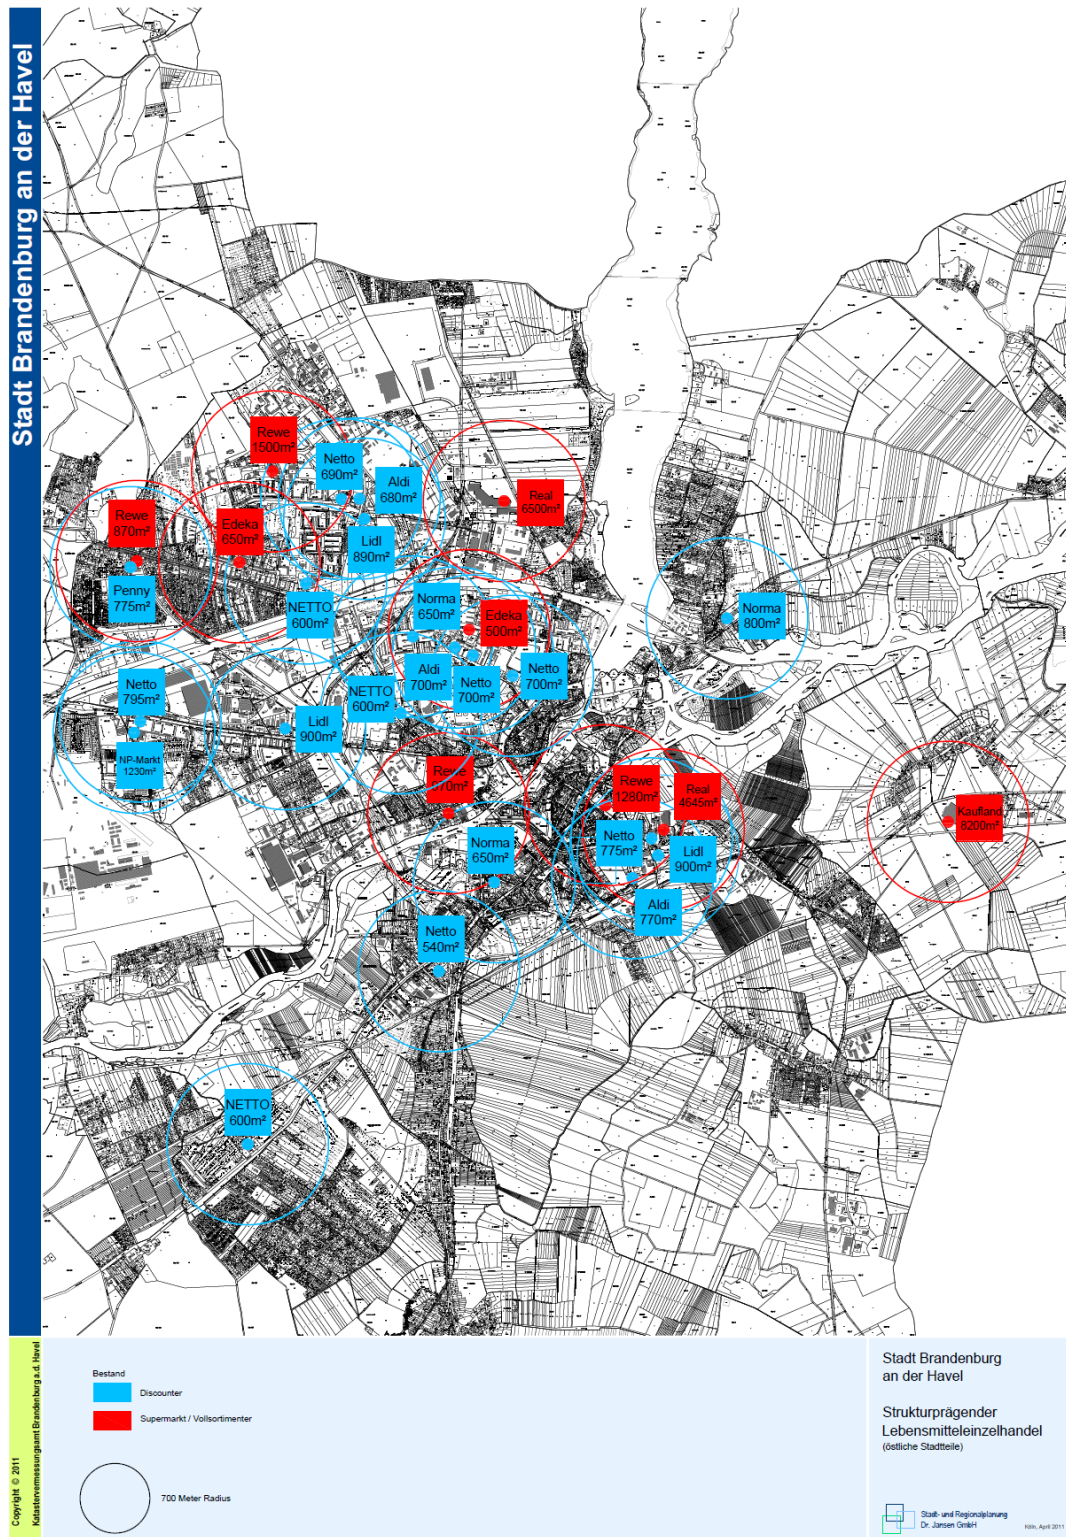 Stadt Brandenburg an der Havel
Rewe
1500m²
Netto
690m²
Aldi
680m²
Real
6500m²
Rewe
870m²
Edeka
650m²
Lidl
890m²
Penny
775m²
NETTO
600m²
Norma
650m²
Edeka
500m²
Norma
800m²
Netto
795m²
Aldi
700m²
Netto
700m²
Netto
700m²
NETTO
600m²
Lidl
900m²
NP-Markt
1230m²
Rewe
670m²
Rewe
1280m²
Real
4645m²
Kaufland
8200m²
Norma
650m²
Netto
775m²
Lidl
900m²
Aldi
770m²
Netto
540m²
NETTO
600m²
Copyright © 2011
Katastervermessungsamt Brandenburg a.d. Havel
Bestand
Discounter
Supermarkt / Vollsortimenter
700 Meter Radius
Stadt Brandenburg
an der Havel
Strukturprägender
Lebensmitteleinzelhandel
(östliche Stadtteile)
Stadt- und Regionalplanung
Dr. Jansen GmbH
Köln, April 2011